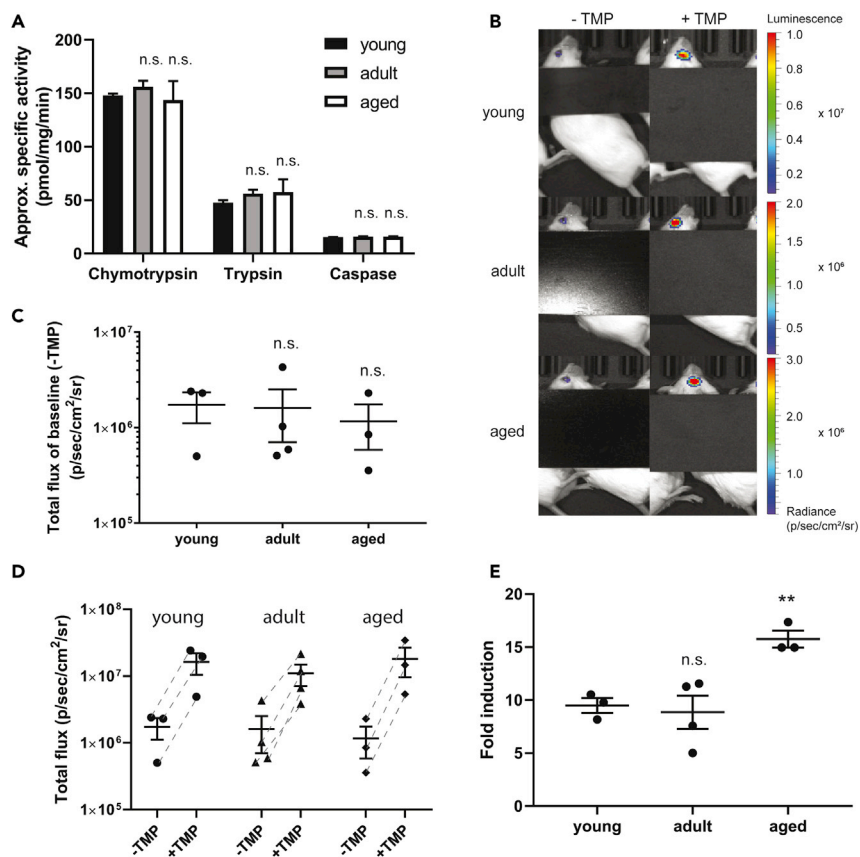 A
200
150
100
50
0
Approx. specific activity
(pmol/mg/min)
n.s. n.s.
n.s.
n.s.
n.s. n.s.
young
adult
aged
Chymotrypsin Trypsin Caspase
B
- TMP + TMP
young
adult
aged
Luminescence
1.0
0.8
0.6
0.4
0.2
x 10⁷
2.0
1.5
1.0
0.5
x 10⁶
3.0
2.0
1.0
x 10⁶
Radiance
(p/sec/cm²/sr)
C
Total flux of baseline (-TMP)
(p/sec/cm²/sr)
1×10⁷
1×10⁶
1×10⁵
n.s.
n.s.
young adult aged
D
Total flux (p/sec/cm²/sr)
1×10⁸
1×10⁷
1×10⁶
1×10⁵
young adult aged
-TMP +TMP -TMP +TMP -TMP +TMP
E
Fold induction
20
15
10
5
0
n.s.
**
young adult aged